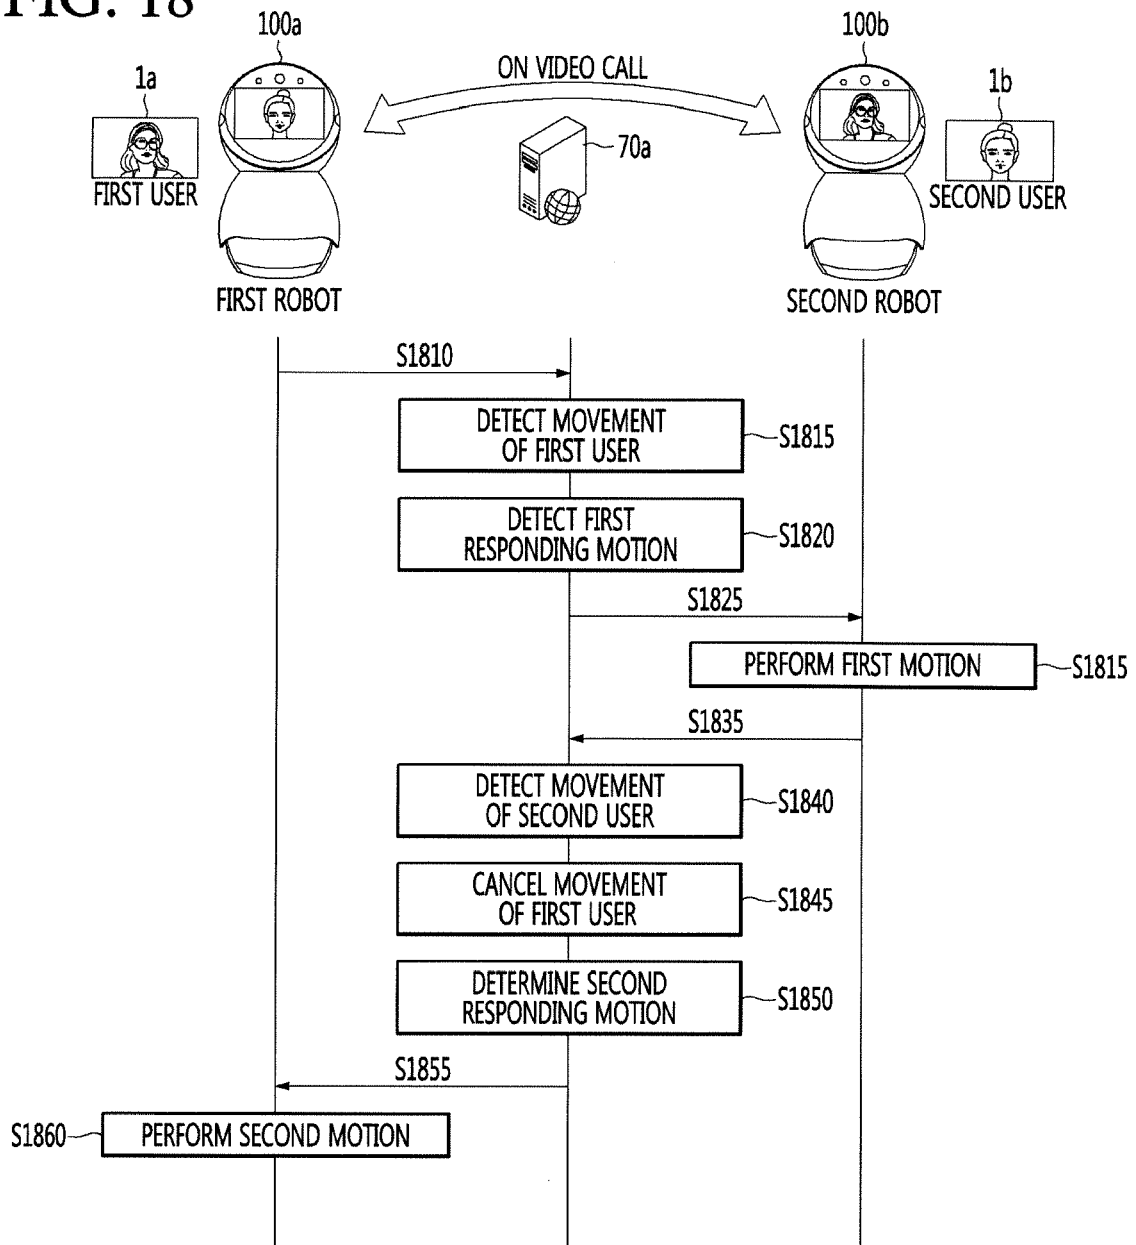 FIG. 18
100a
100b
ON VIDEO CALL
1a
1b
70a
FIRST USER
SECOND USER
FIRST ROBOT
SECOND ROBOT
S1810
DETECT MOVEMENT
OF FIRST USER
S1815
DETECT FIRST
RESPONDING MOTION
S1820
S1825
PERFORM FIRST MOTION
S1815
S1835
DETECT MOVEMENT
OF SECOND USER
S1840
CANCEL MOVEMENT
OF FIRST USER
S1845
DETERMINE SECOND
RESPONDING MOTION
S1850
S1855
S1860
PERFORM SECOND MOTION